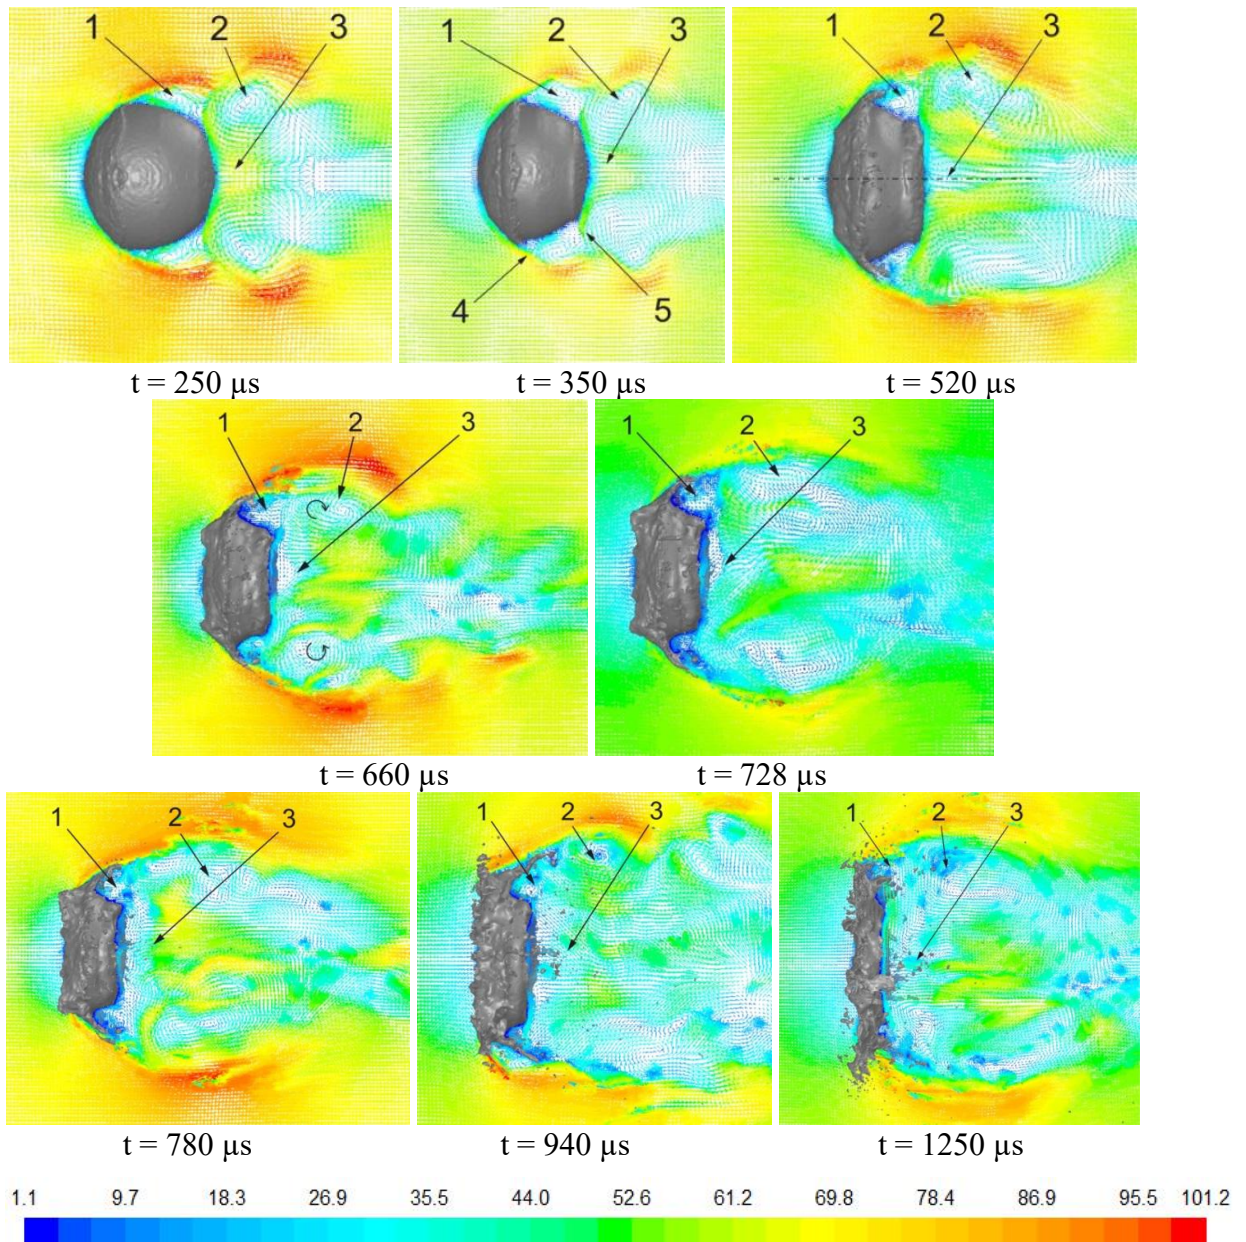 1 2 3
1 2 3
1 2 3
4 5
t = 250 µs
t = 350 µs
t = 520 µs
1 2 3
1 2 3
t = 660 µs
t = 728 µs
1 2 3
1 2 3
1 2 3
t = 780 µs
t = 940 µs
t = 1250 µs
1.1 9.7 18.3 26.9 35.5 44.0 52.6 61.2 69.8 78.4 86.9 95.5 101.2